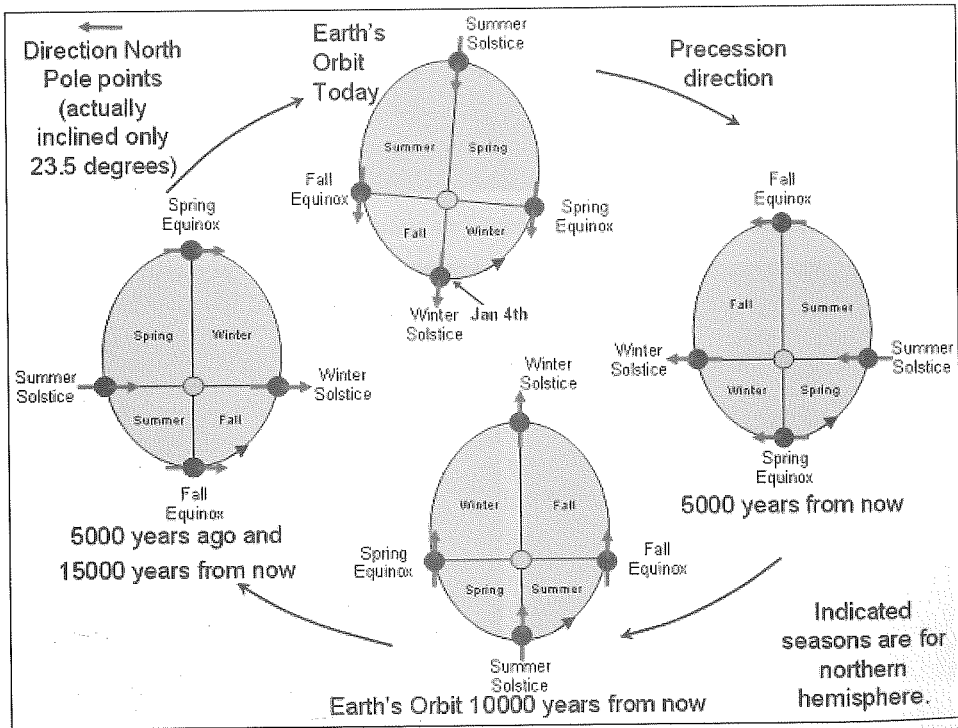 Direction North
Pole points
(actually
inclined only
23.5 degrees)
Earth's
Orbit
Today
Summer
Solstice
Precession
direction
Summer
Spring
Fall
Equinox
Spring
Equinox
Fall
Winter
Winter
Solstice
Jan 4th
Spring
Equinox
Spring
Winter
Summer
Solstice
Winter
Solstice
Summer
Fall
Fall
Equinox
5000 years ago and
15000 years from now
Fall
Equinox
Fall
Summer
Winter
Solstice
Summer
Solstice
Winter
Spring
Spring
Equinox
5000 years from now
Winter
Solstice
Winter
Fall
Spring
Equinox
Fall
Equinox
Spring
Summer
Summer
Solstice
Earth's Orbit 10000 years from now
Indicated
seasons are for
northern
hemisphere.